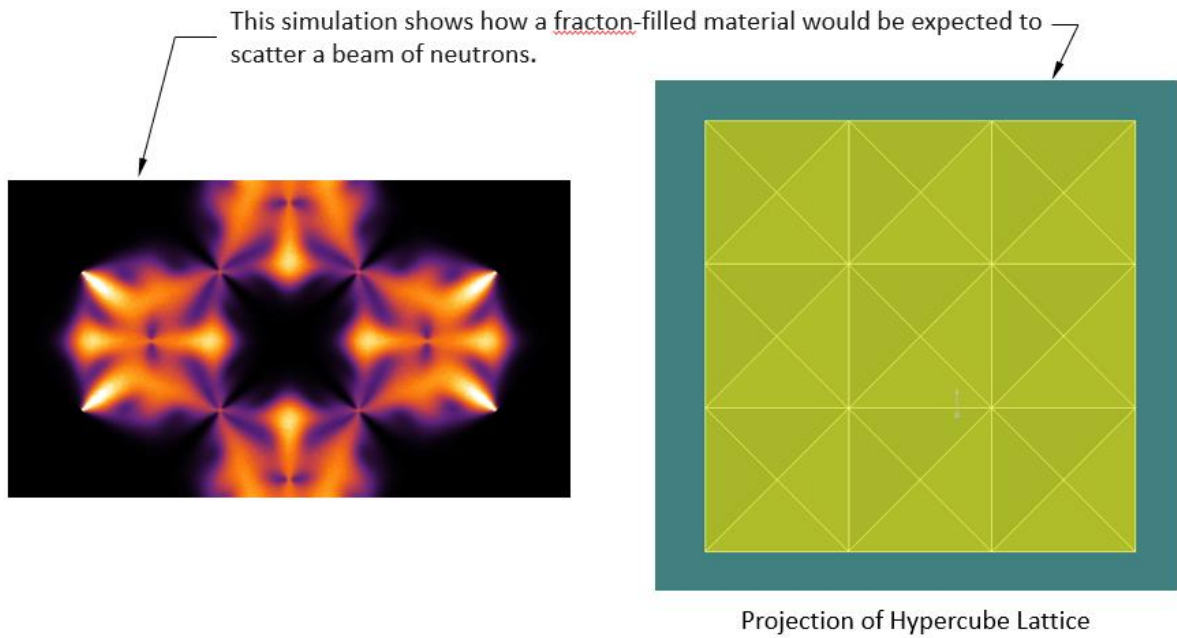 This simulation shows how a fracton-filled material would be expected to
scatter a beam of neutrons.
Projection of Hypercube Lattice